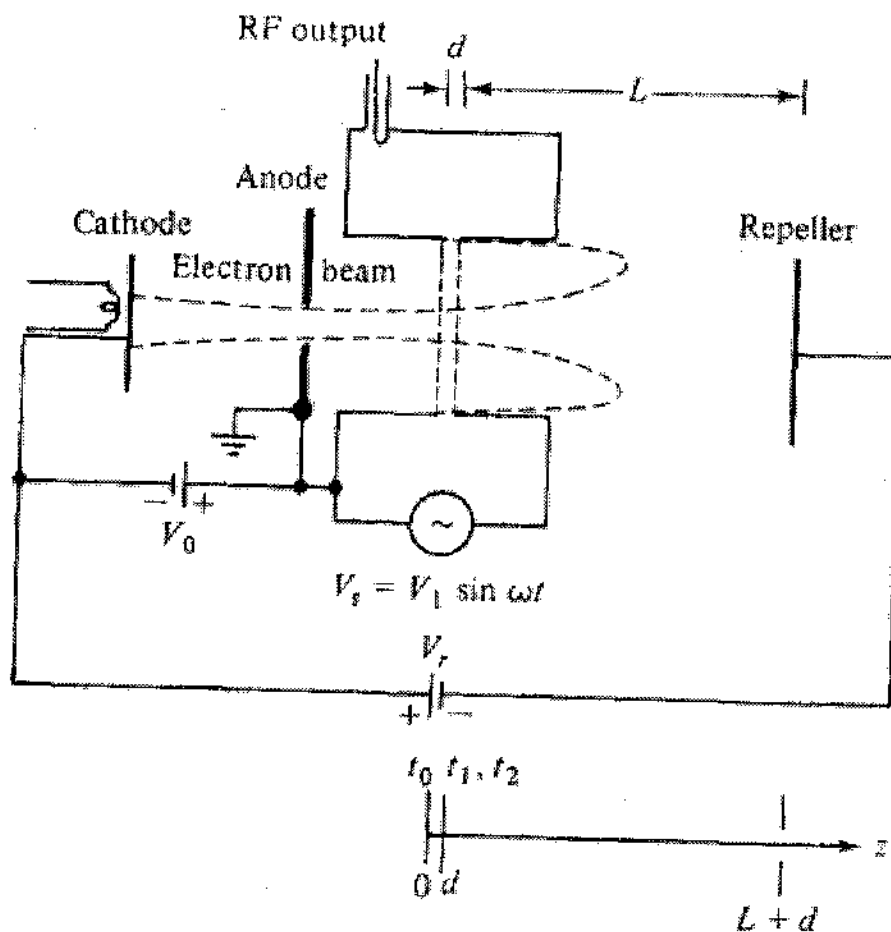 RF output
d
L
Anode
Cathode
Repeller
Electron beam
− +
V₀
~
Vₛ = V₁ sin ωt
Vᵣ
+ −
t₀ t₁, t₂
z
0 d
L + d